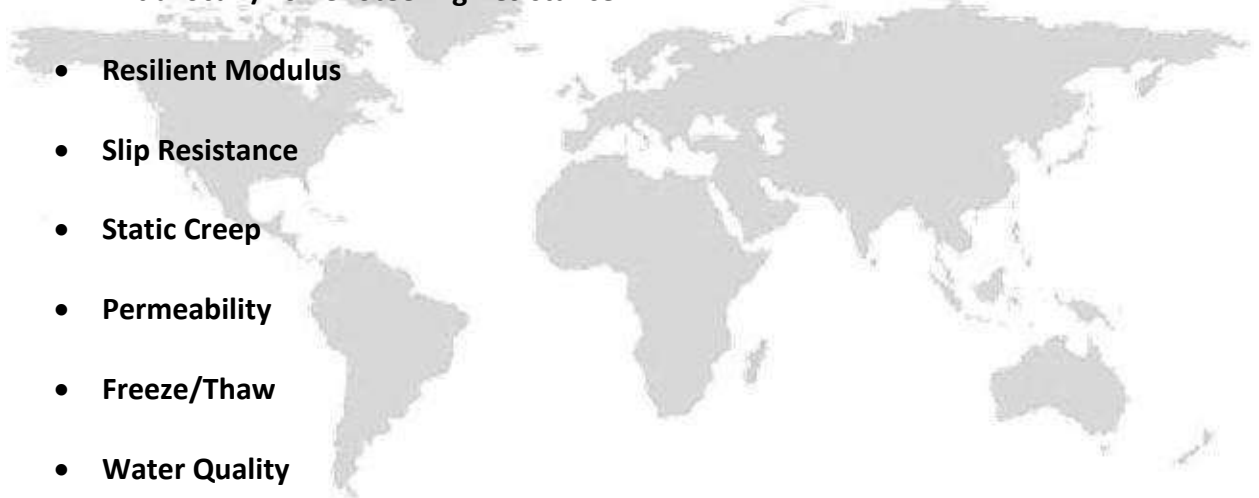 • Resilient Modulus
• Slip Resistance
• Static Creep
• Permeability
• Freeze/Thaw
• Water Quality